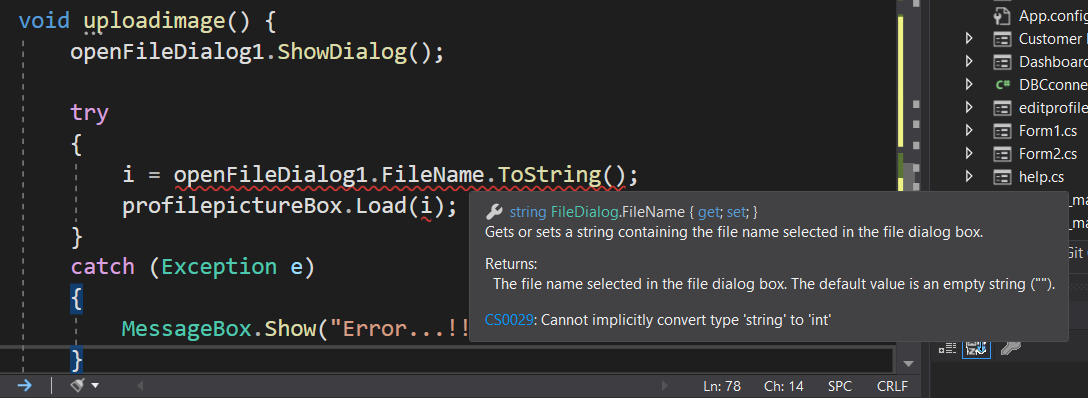 void uploadimage() {
openFileDialog1.ShowDialog();
try
{
i = openFileDialog1.FileName.ToString();
profilepictureBox.Load(i);
}
catch (Exception e)
{
MessageBox.Show("Error...!!
}
string FileDialog.FileName { get; set; }
Gets or sets a string containing the file name selected in the file dialog box.
Returns:
The file name selected in the file dialog box. The default value is an empty string ("").
CS0029: Cannot implicitly convert type 'string' to 'int'
App.config
Customer
Dashboard
C# DBCconne
editprofile
Form1.cs
Form2.cs
help.cs
_ma
_ma
Git
Ln: 78 Ch: 14 SPC CRLF